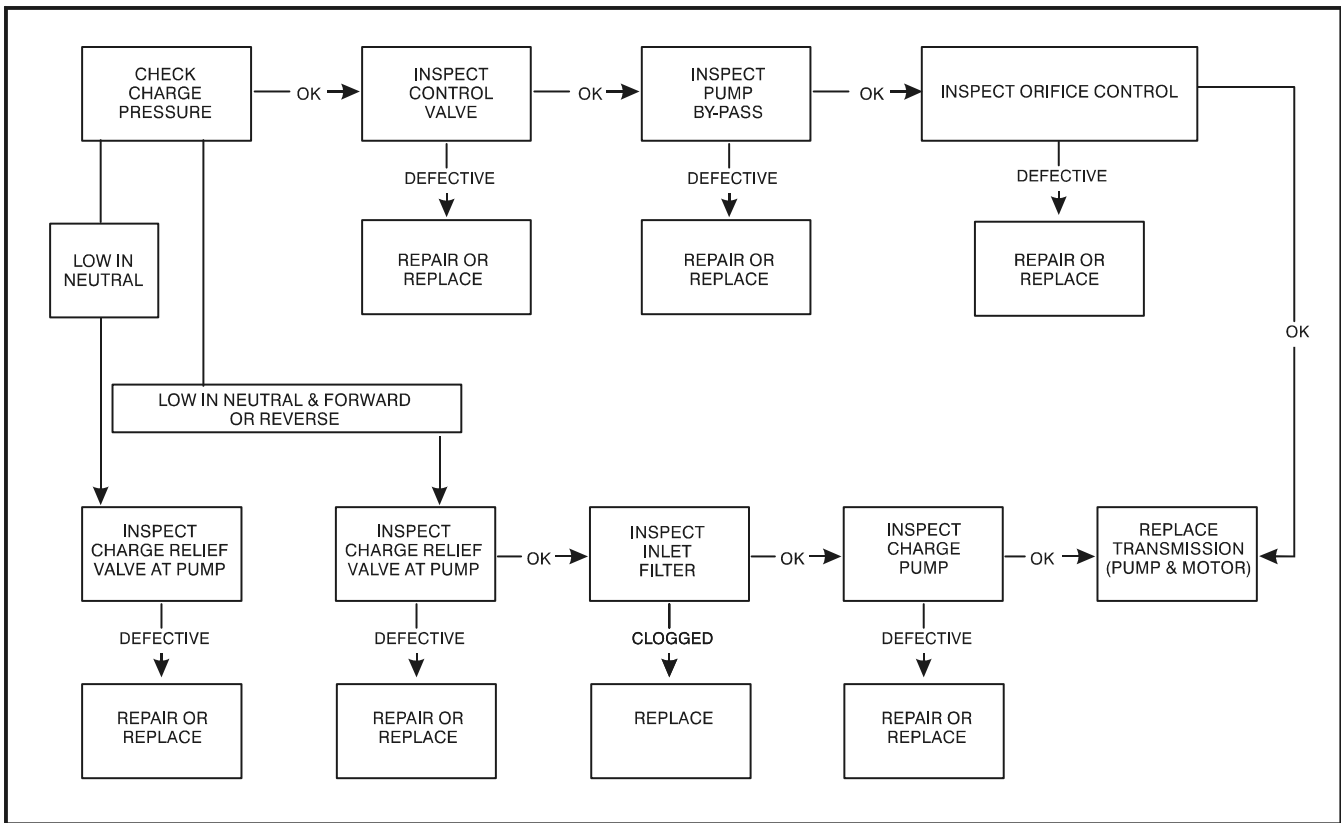 CHECK
CHARGE
PRESSURE
OK
INSPECT
CONTROL
VALVE
OK
INSPECT
PUMP
BY-PASS
OK
INSPECT ORIFICE CONTROL
DEFECTIVE
DEFECTIVE
DEFECTIVE
LOW IN
NEUTRAL
REPAIR OR
REPLACE
REPAIR OR
REPLACE
REPAIR OR
REPLACE
OK
LOW IN NEUTRAL & FORWARD
OR REVERSE
INSPECT
CHARGE RELIEF
VALVE AT PUMP
INSPECT
CHARGE RELIEF
VALVE AT PUMP
OK
INSPECT
INLET
FILTER
OK
INSPECT
CHARGE
PUMP
OK
REPLACE
TRANSMISSION
(PUMP & MOTOR)
DEFECTIVE
DEFECTIVE
CLOGGED
DEFECTIVE
REPAIR OR
REPLACE
REPAIR OR
REPLACE
REPLACE
REPAIR OR
REPLACE